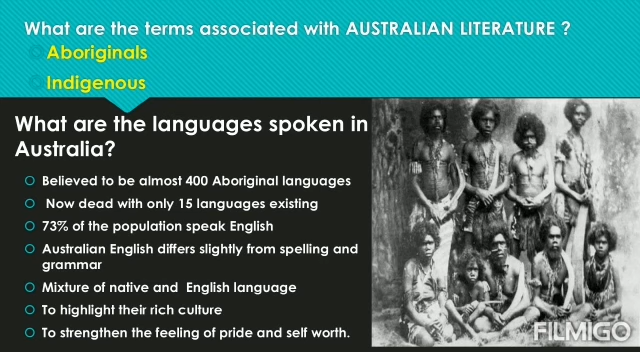 What are the terms associated with AUSTRALIAN LITERATURE ?
Aboriginals
Indigenous
What are the languages spoken in
Australia?
Believed to be almost 400 Aboriginal languages
Now dead with only 15 languages existing
73% of the population speak English
Australian English differs slightly from spelling and
grammar
Mixture of native and English language
To highlight their rich culture
To strengthen the feeling of pride and self worth.
FILMIGO